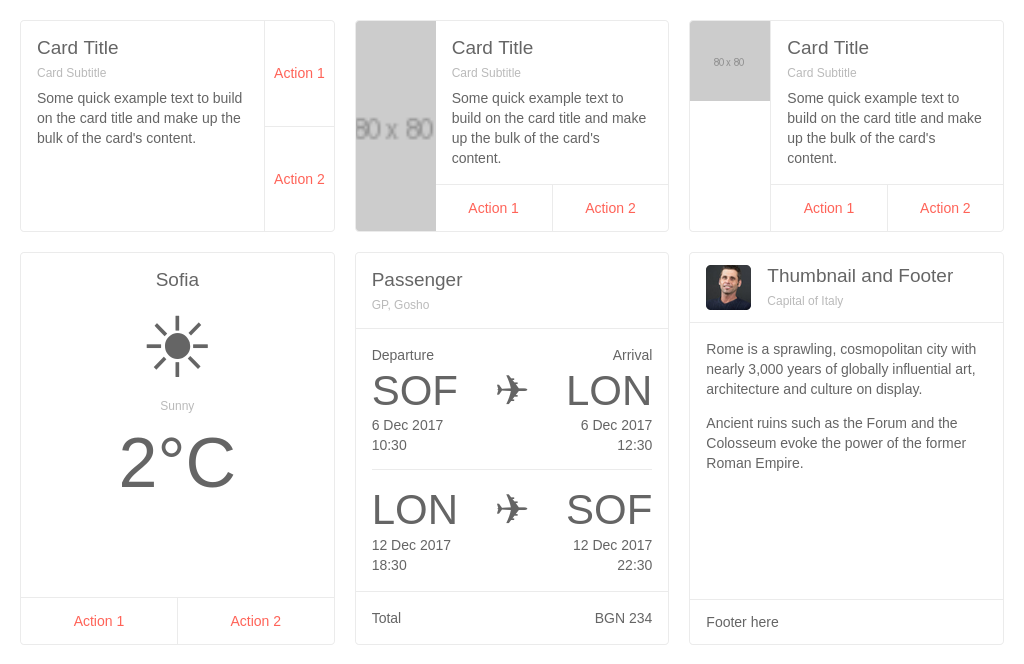 Card Title
Card Subtitle
Some quick example text to build
on the card title and make up the
bulk of the card's content.
Action 1
Action 2
80 x 80
Card Title
Card Subtitle
Some quick example text to
build on the card title and make
up the bulk of the card's
content.
Action 1 Action 2
80 x 80
Card Title
Card Subtitle
Some quick example text to
build on the card title and make
up the bulk of the card's
content.
Action 1 Action 2
Sofia
Sunny
2°C
Action 1 Action 2
Passenger
GP, Gosho
Departure Arrival
SOF ✈ LON
6 Dec 2017 6 Dec 2017
10:30 12:30
LON ✈ SOF
12 Dec 2017 12 Dec 2017
18:30 22:30
Total BGN 234
Thumbnail and Footer
Capital of Italy
Rome is a sprawling, cosmopolitan city with
nearly 3,000 years of globally influential art,
architecture and culture on display.
Ancient ruins such as the Forum and the
Colosseum evoke the power of the former
Roman Empire.
Footer here